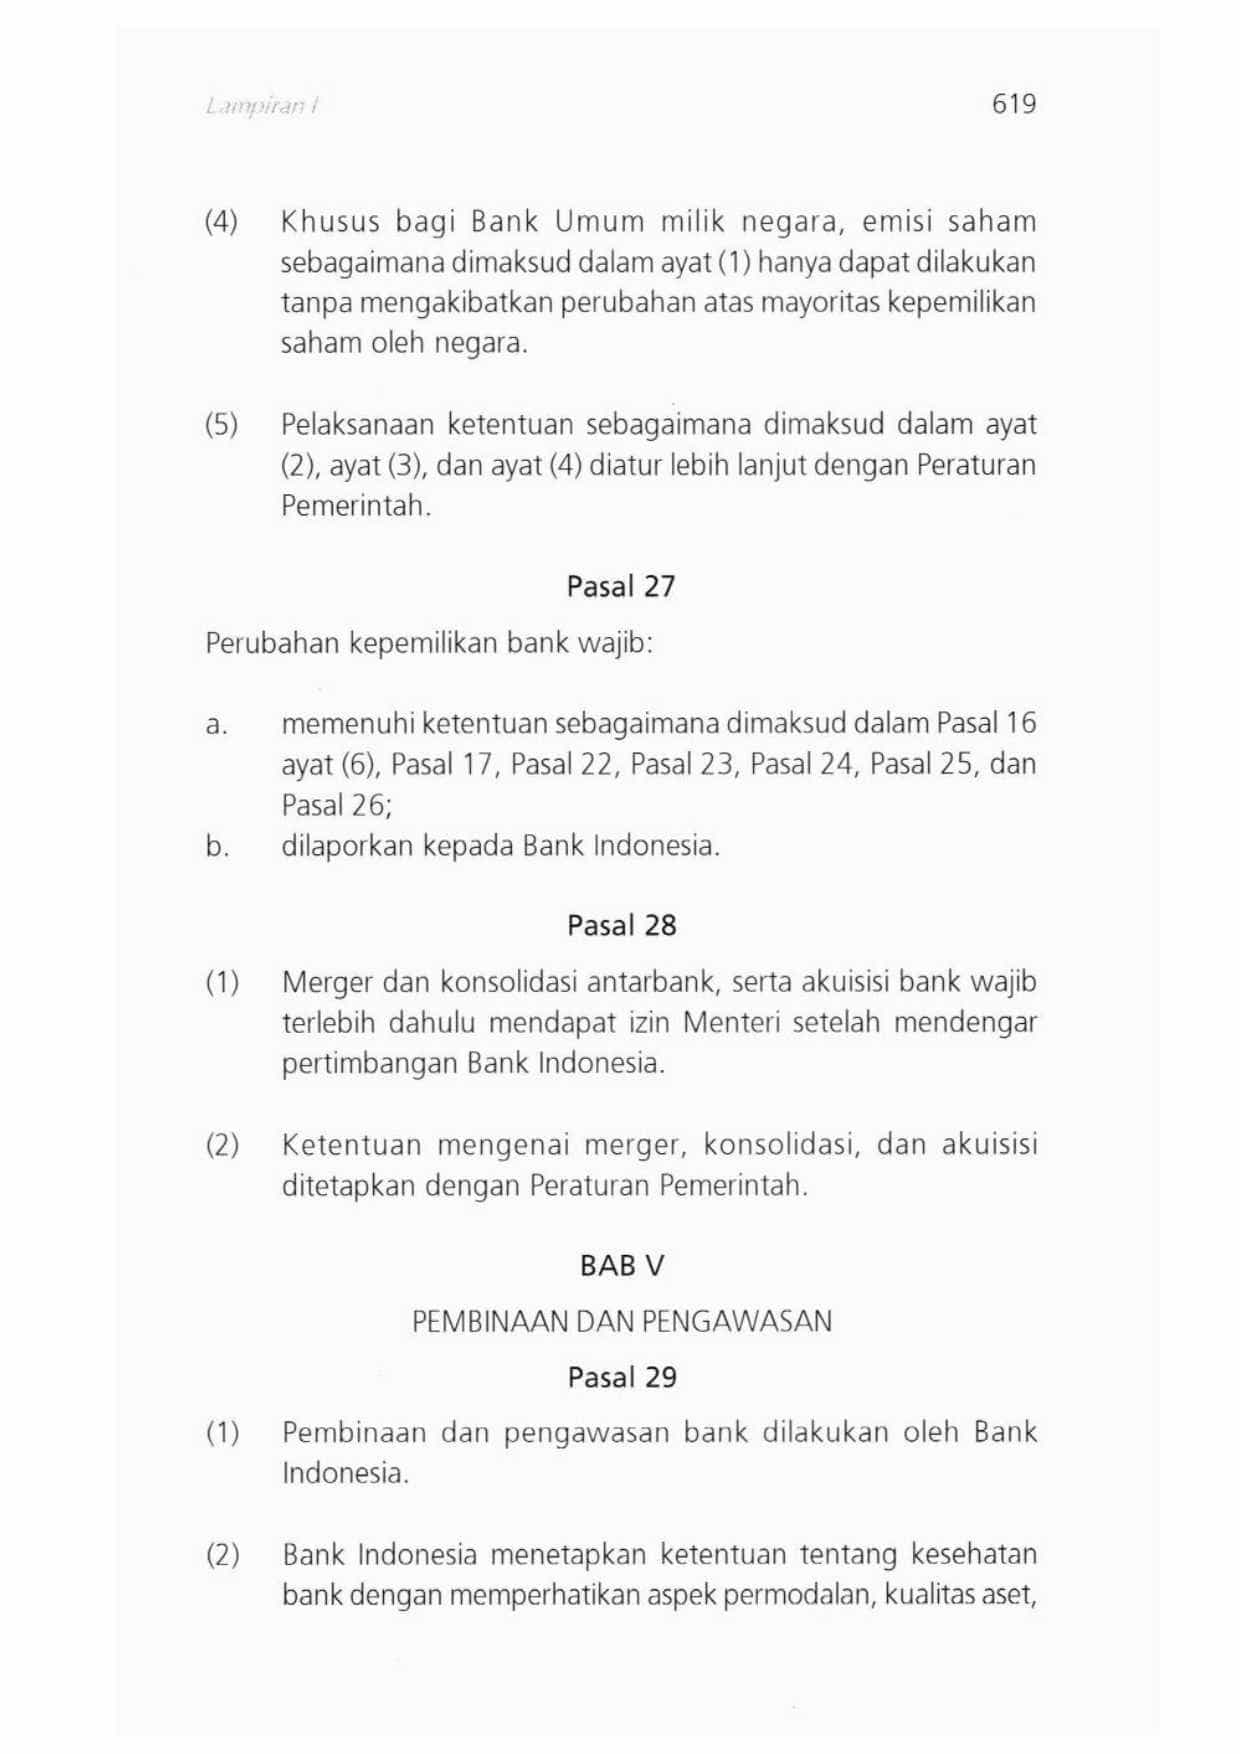 Lampiran I
619
(4) Khusus bagi Bank Umum milik negara, emisi saham
sebagaimana dimaksud dalam ayat (1) hanya dapat dilakukan
tanpa mengakibatkan perubahan atas mayoritas kepemilikan
saham oleh negara.
(5) Pelaksanaan ketentuan sebagaimana dimaksud dalam ayat
(2), ayat (3), dan ayat (4) diatur lebih lanjut dengan Peraturan
Pemerintah.
Pasal 27
Perubahan kepemilikan bank wajib:
a. memenuhi ketentuan sebagaimana dimaksud dalam Pasal 16
ayat (6), Pasal 17, Pasal 22, Pasal 23, Pasal 24, Pasal 25, dan
Pasal 26;
b. dilaporkan kepada Bank Indonesia.
Pasal 28
(1) Merger dan konsolidasi antarbank, serta akuisisi bank wajib
terlebih dahulu mendapat izin Menteri setelah mendengar
pertimbangan Bank Indonesia.
(2) Ketentuan mengenai merger, konsolidasi, dan akuisisi
ditetapkan dengan Peraturan Pemerintah.
BAB V
PEMBINAAN DAN PENGAWASAN
Pasal 29
(1) Pembinaan dan pengawasan bank dilakukan oleh Bank
Indonesia.
(2) Bank Indonesia menetapkan ketentuan tentang kesehatan
bank dengan memperhatikan aspek permodalan, kualitas aset,